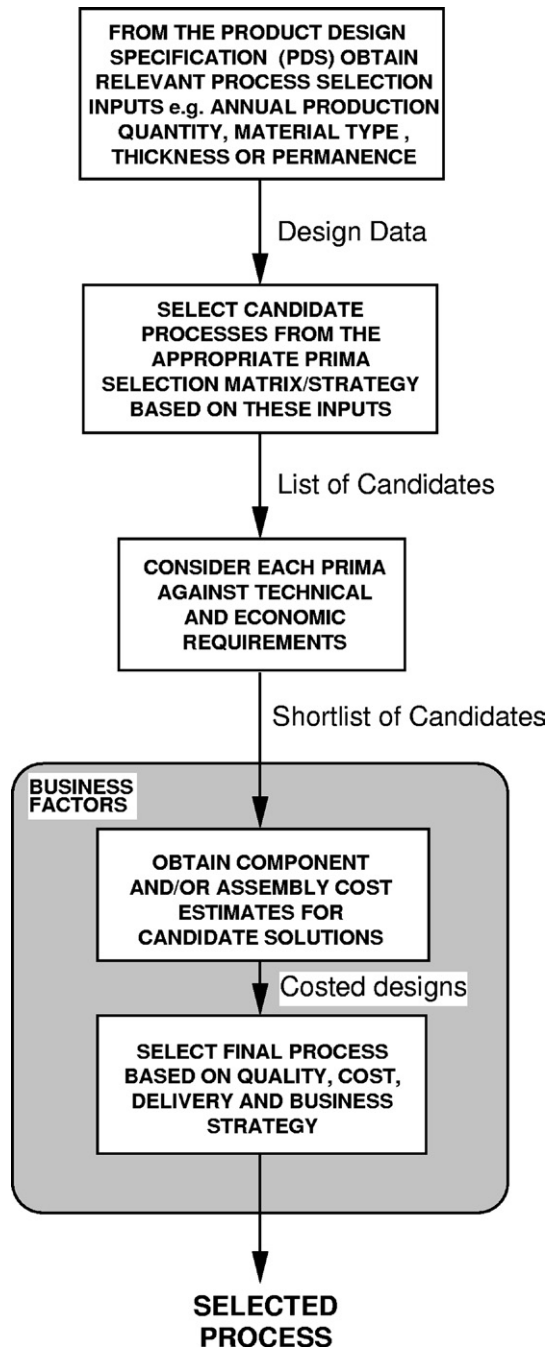 FROM THE PRODUCT DESIGN
SPECIFICATION (PDS) OBTAIN
RELEVANT PROCESS SELECTION
INPUTS e.g. ANNUAL PRODUCTION
QUANTITY, MATERIAL TYPE ,
THICKNESS OR PERMANENCE
Design Data
SELECT CANDIDATE
PROCESSES FROM THE
APPROPRIATE PRIMA
SELECTION MATRIX/STRATEGY
BASED ON THESE INPUTS
List of Candidates
CONSIDER EACH PRIMA
AGAINST TECHNICAL
AND ECONOMIC
REQUIREMENTS
Shortlist of Candidates
BUSINESS
FACTORS
OBTAIN COMPONENT
AND/OR ASSEMBLY COST
ESTIMATES FOR
CANDIDATE SOLUTIONS
Costed designs
SELECT FINAL PROCESS
BASED ON QUALITY, COST,
DELIVERY AND BUSINESS
STRATEGY
SELECTED
PROCESS